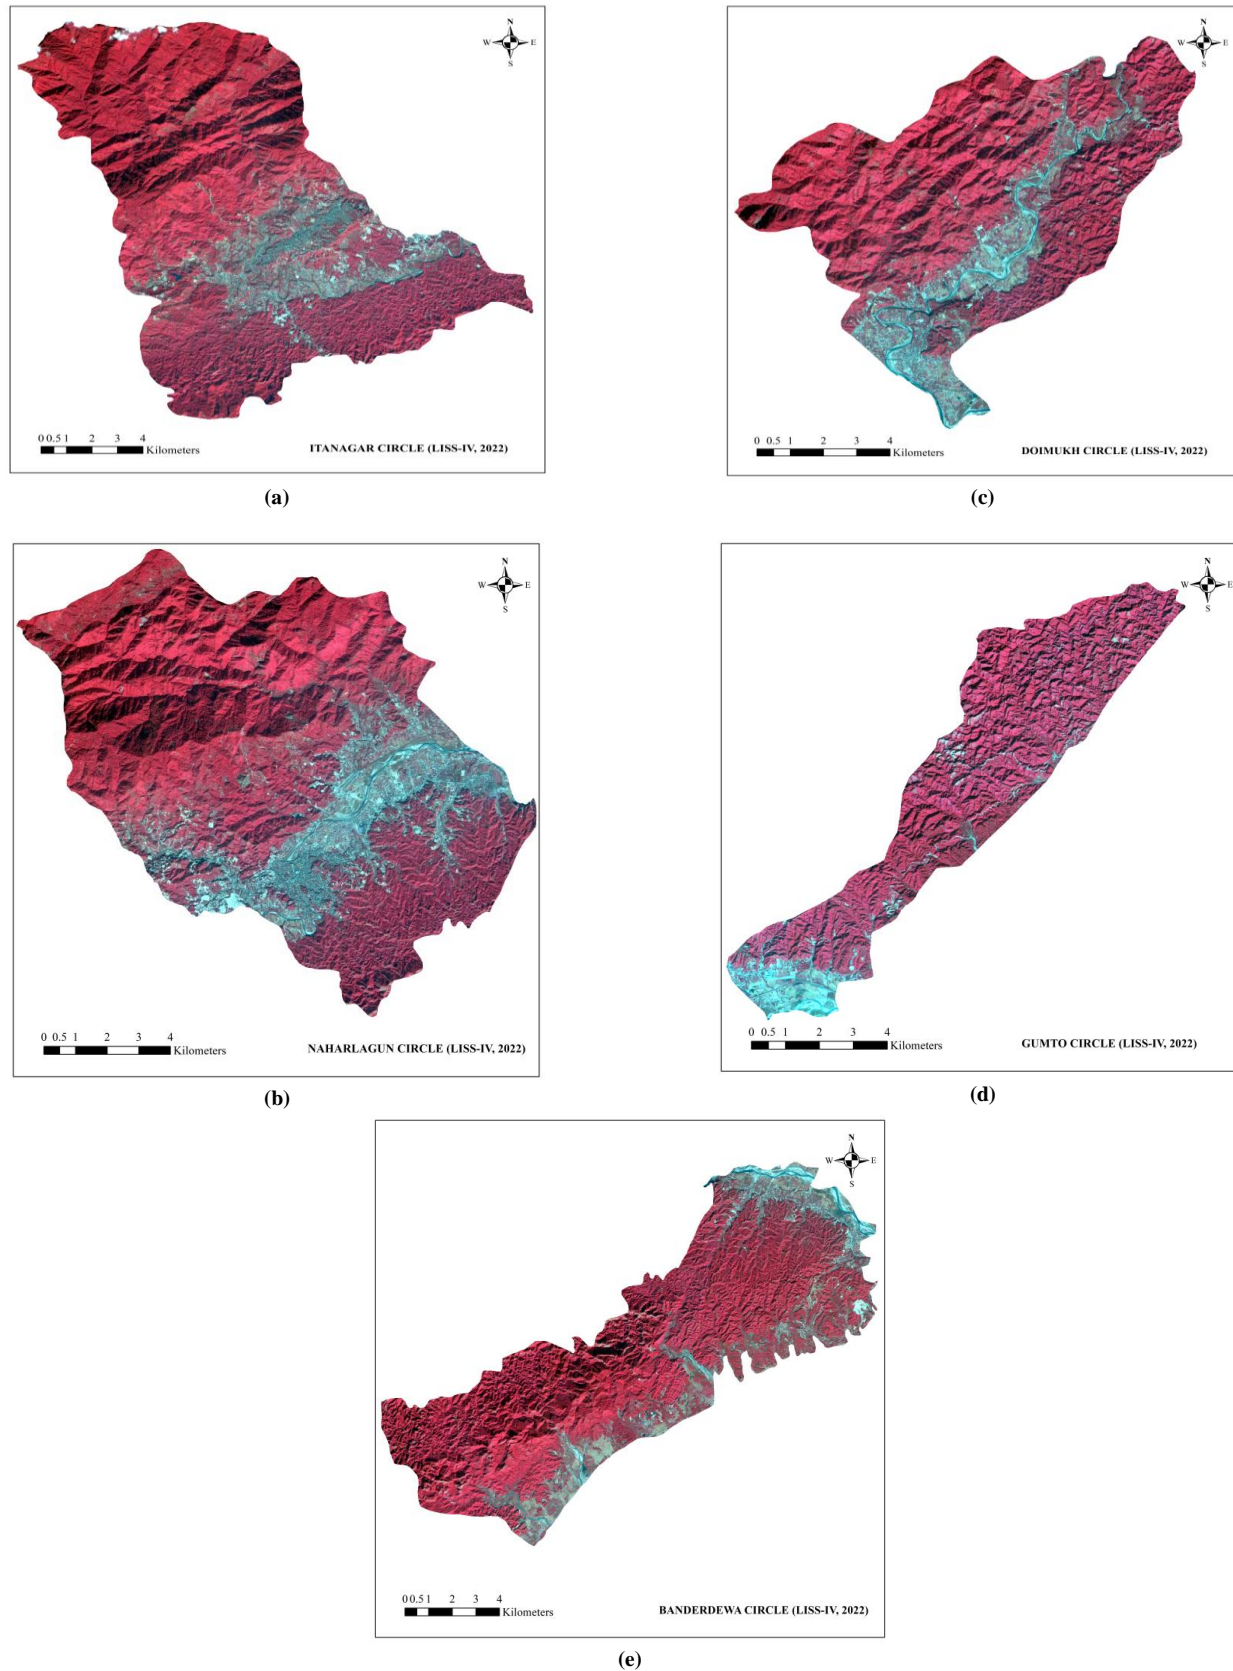 N
W E
S
0 0.5 1 2 3 4
Kilometers
ITANAGAR CIRCLE (LISS-IV, 2022)
(a)
N
W E
S
0 0.5 1 2 3 4
Kilometers
DOIMUKH CIRCLE (LISS-IV, 2022)
(c)
N
W E
S
0 0.5 1 2 3 4
Kilometers
NAHARLAGUN CIRCLE (LISS-IV, 2022)
(b)
N
W E
S
0 0.5 1 2 3 4
Kilometers
GUMTO CIRCLE (LISS-IV, 2022)
(d)
N
W E
S
0 0.5 1 2 3 4
Kilometers
BANDERDEWA CIRCLE (LISS-IV, 2022)
(e)